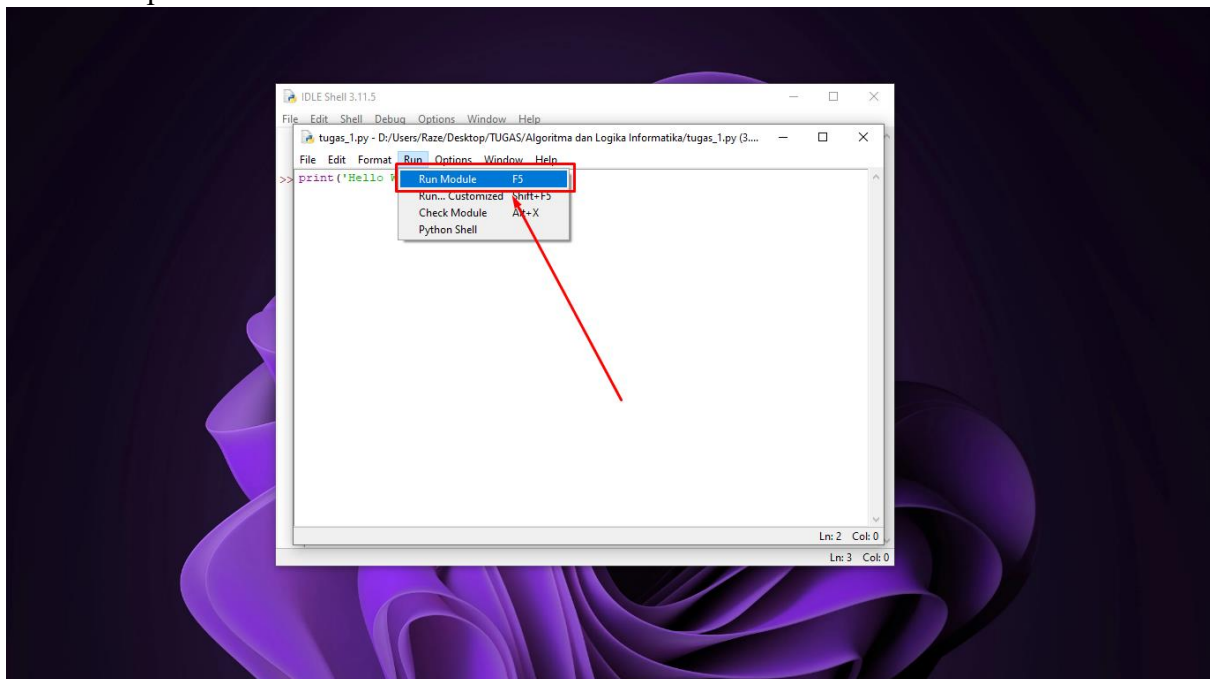 IDLE Shell 3.11.5
File Edit Shell Debug Options Window Help
tugas_1.py - D:/Users/Raze/Desktop/TUGAS/Algoritma dan Logika Informatika/tugas_1.py (3....
File Edit Format Run Options Window Help
>> print('Hello
Run Module F5
Run... Customized Shift+F5
Check Module Alt+X
Python Shell
Ln: 2 Col: 0
Ln: 3 Col: 0